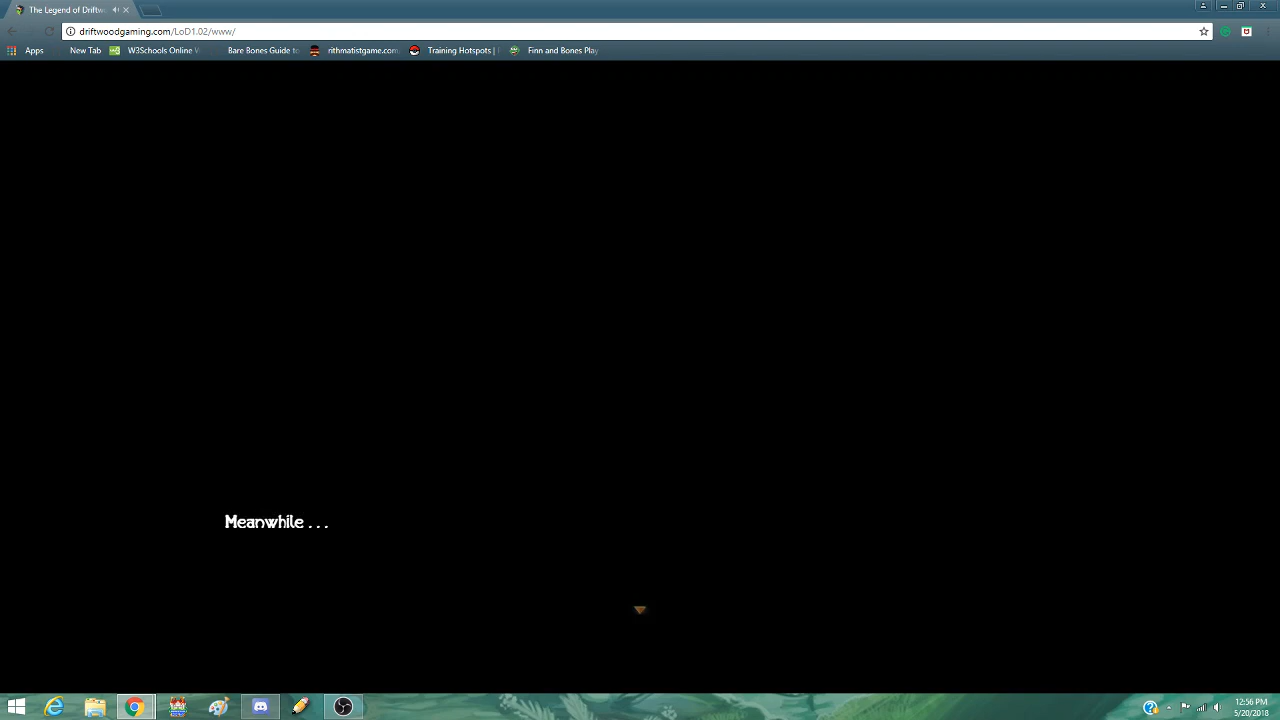 The Legend of Driftw
driftwoodgaming.com/LoD1.02/www/
Apps
New Tab
W3Schools Online
Bare Bones Guide to
rithmatistgame.com
Training Hotspots |
Finn and Bones Play
Meanwhile . . .
12:56 PM
5/20/2018